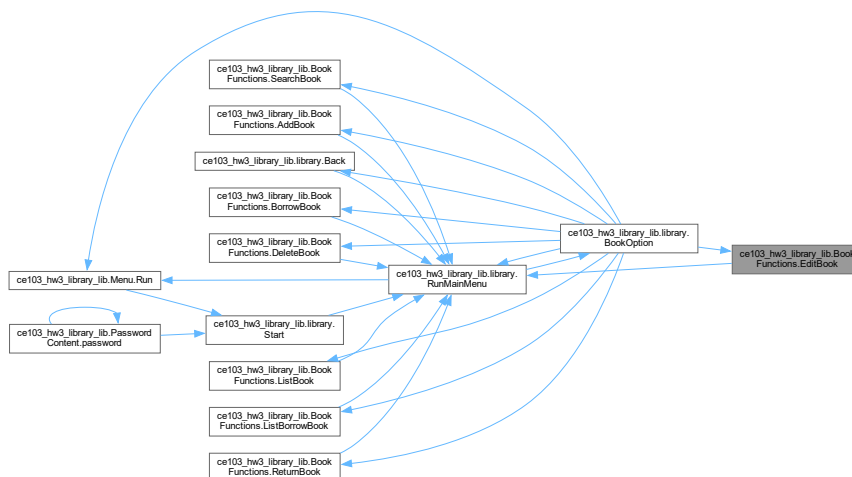 ce103_hw3_library_lib.Book
Functions.SearchBook
ce103_hw3_library_lib.Book
Functions.AddBook
ce103_hw3_library_lib.library.Back
ce103_hw3_library_lib.Book
Functions.BorrowBook
ce103_hw3_library_lib.library.
BookOption
ce103_hw3_library_lib.Book
Functions.DeleteBook
ce103_hw3_library_lib.Book
Functions.EditBook
ce103_hw3_library_lib.library.
RunMainMenu
ce103_hw3_library_lib.Menu.Run
ce103_hw3_library_lib.library.
Start
ce103_hw3_library_lib.Password
Content.password
ce103_hw3_library_lib.Book
Functions.ListBook
ce103_hw3_library_lib.Book
Functions.ListBorrowBook
ce103_hw3_library_lib.Book
Functions.ReturnBook